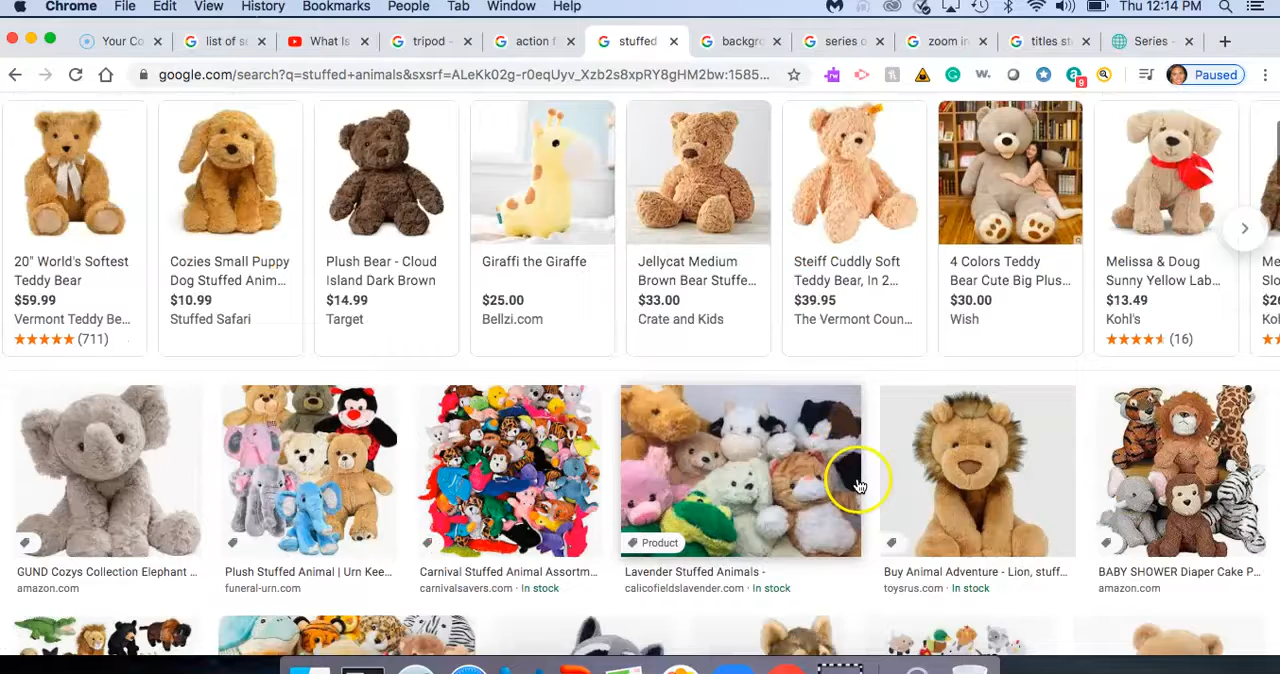 Chrome File Edit View History Bookmarks People Tab Window Help Thu 12:14 PM
Your Co list of se What Is tripod - action f stuffed backgr series o zoom in titles st Series -
google.com/search?q=stuffed+animals&sxsrf=ALeKk02g-r0eqUyv_Xzb2s8xpRY8gHM2bw:1585... W. 9 Paused
20" World's Softest
Teddy Bear
$59.99
Vermont Teddy Be...
(711)
Cozies Small Puppy
Dog Stuffed Anim...
$10.99
Stuffed Safari
Plush Bear - Cloud
Island Dark Brown
$14.99
Target
Giraffi the Giraffe
$25.00
Bellzi.com
Jellycat Medium
Brown Bear Stuffe...
$33.00
Crate and Kids
Steiff Cuddly Soft
Teddy Bear, In 2...
$39.95
The Vermont Coun...
4 Colors Teddy
Bear Cute Big Plus...
$30.00
Wish
Melissa & Doug
Sunny Yellow Lab...
$13.49
Kohl's
(16)
Me
Slo
$2
Kol
Product
GUND Cozys Collection Elephant ...
amazon.com
Plush Stuffed Animal | Urn Kee...
funeral-urn.com
Carnival Stuffed Animal Assortm...
carnivalsavers.com · In stock
Lavender Stuffed Animals -
calicofieldslavender.com · In stock
Buy Animal Adventure - Lion, stuff...
toysrus.com · In stock
BABY SHOWER Diaper Cake P...
amazon.com